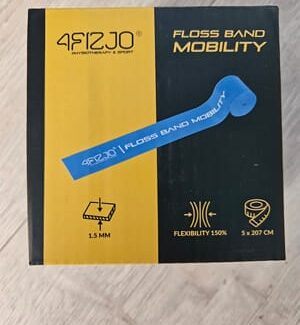 4FIZJO®
PHYSIOTHERAPY & SPORT
FLOSS BAND
MOBILITY
4FIZJO® | FLOSS BAND MOBILITY
1.5 MM
FLEXIBILITY 150%
5 x 207 CM